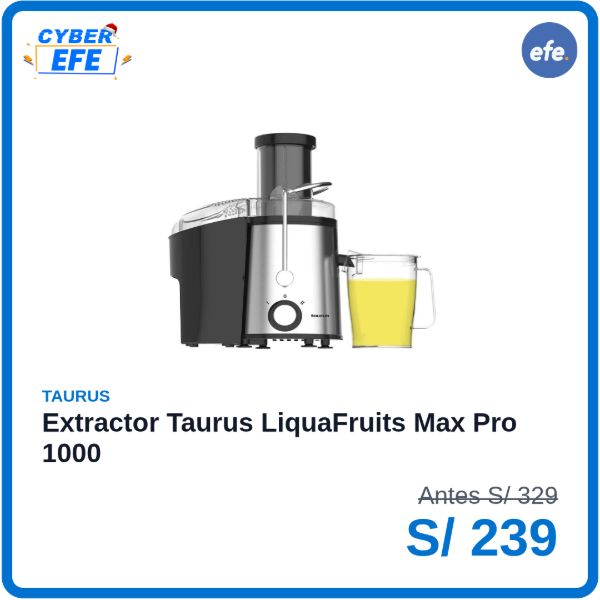 CYBER
EFE
efe.
TAURUS
Extractor Taurus LiquaFruits Max Pro
1000
Antes S/ 329
S/ 239